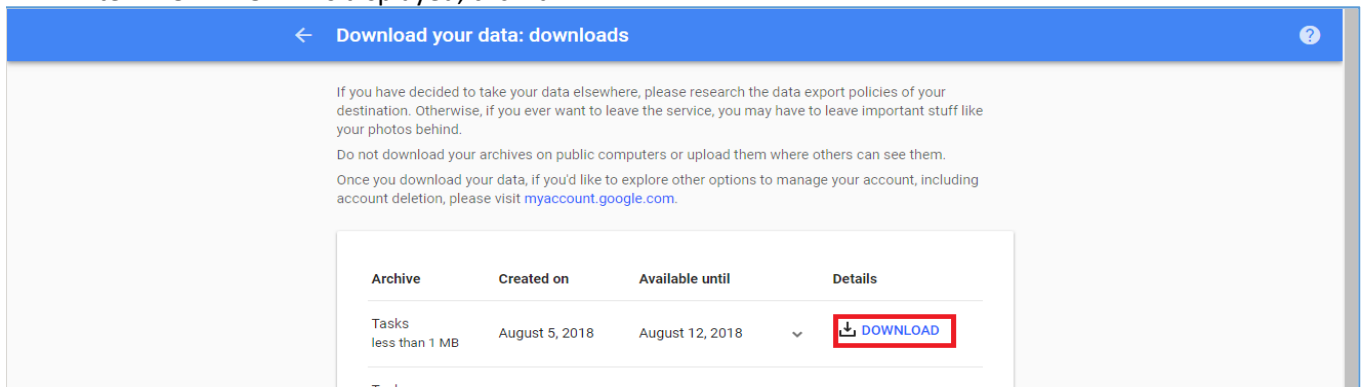 Download your data: downloads
If you have decided to take your data elsewhere, please research the data export policies of your
destination. Otherwise, if you ever want to leave the service, you may have to leave important stuff like
your photos behind.
Do not download your archives on public computers or upload them where others can see them.
Once you download your data, if you'd like to explore other options to manage your account, including
account deletion, please visit myaccount.google.com.
Archive Created on Available until Details
Tasks
less than 1 MB August 5, 2018 August 12, 2018 DOWNLOAD